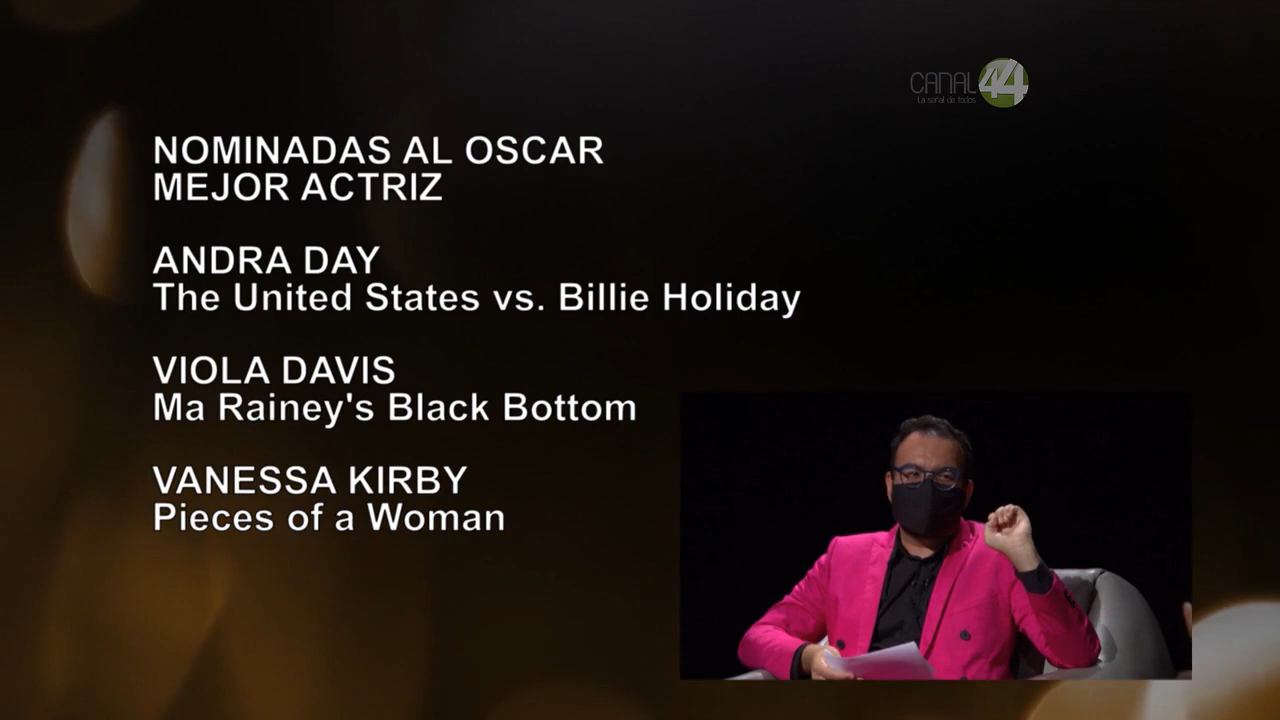 CANAL 44
La señal de todos
NOMINADAS AL OSCAR
MEJOR ACTRIZ
ANDRA DAY
The United States vs. Billie Holiday
VIOLA DAVIS
Ma Rainey's Black Bottom
VANESSA KIRBY
Pieces of a Woman